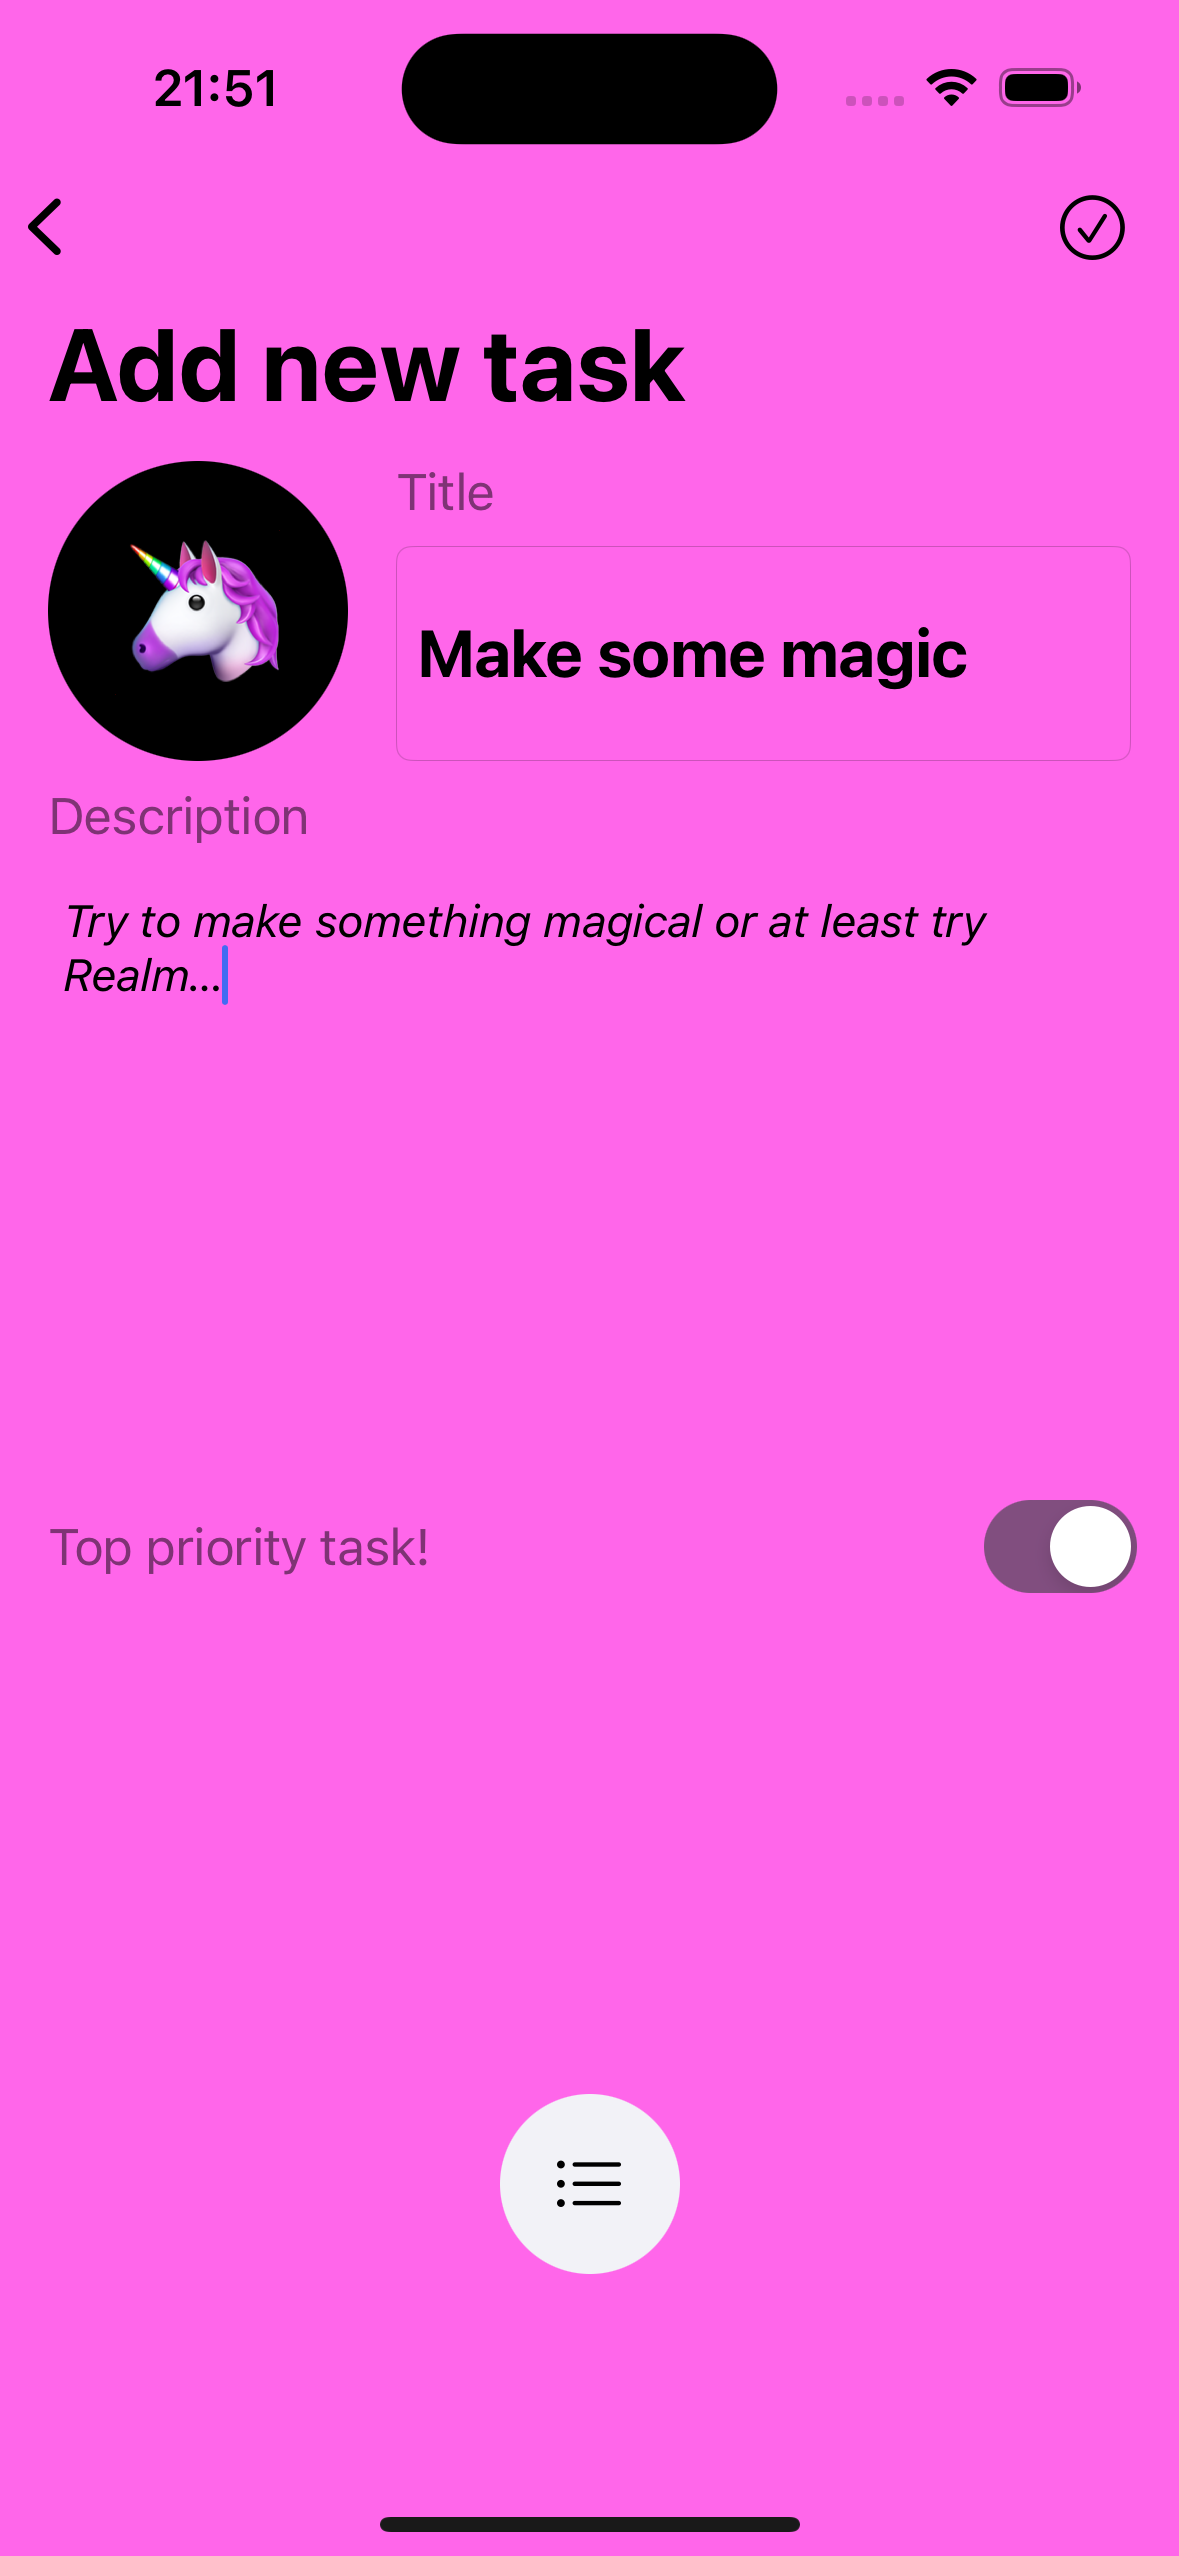 21:51
Add new task
Title
Make some magic
Description
Try to make something magical or at least try
Realm...
Top priority task!